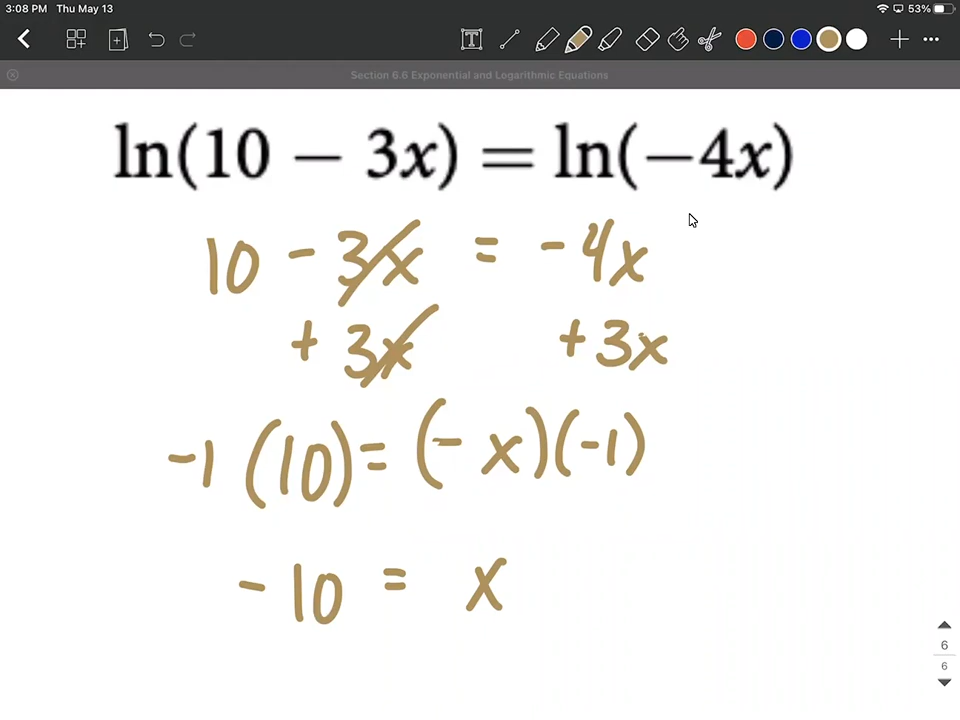 3:08 PM Thu May 13 53%
T
Section 6.6 Exponential and Logarithmic Equations
ln(10 − 3x) = ln(−4x)
10 - 3x = - 4x
+ 3x + 3x
-1 (10) = (- x)(-1)
- 10 = x
6
6